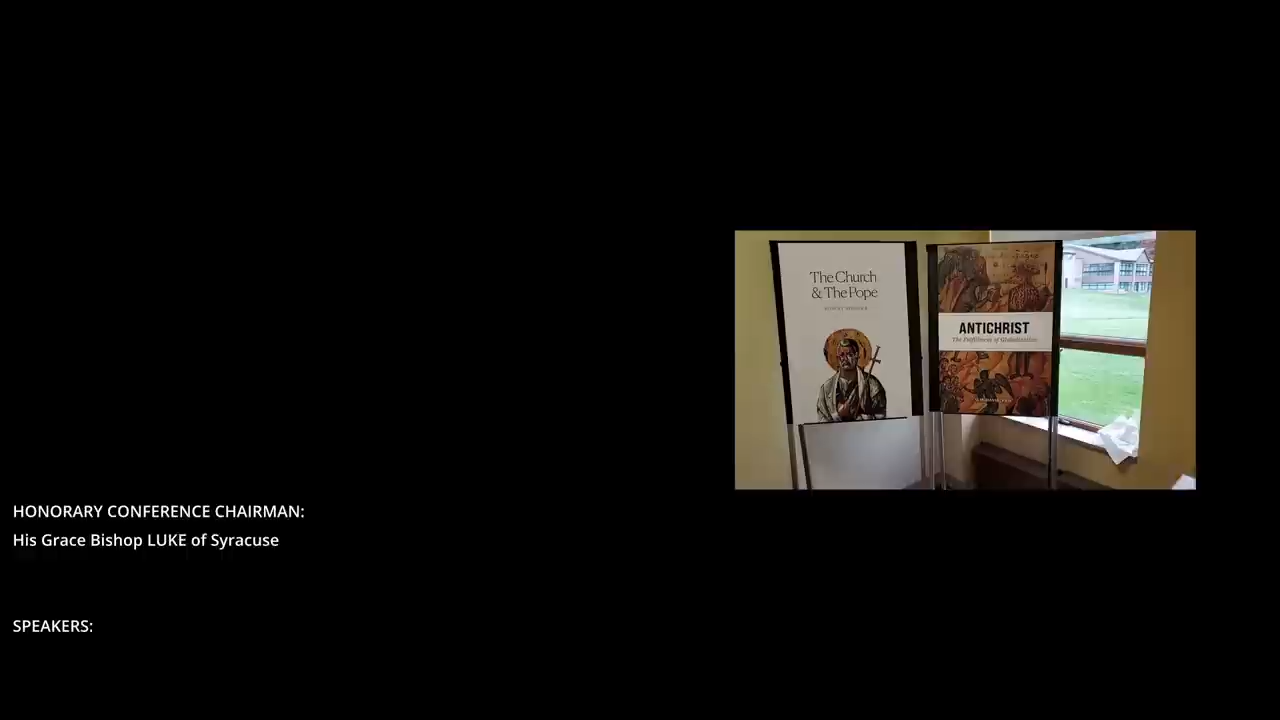 The Church
& The Pope
ANTICHRIST
The Fulfillment of Globalization
HONORARY CONFERENCE CHAIRMAN:
His Grace Bishop LUKE of Syracuse
SPEAKERS: